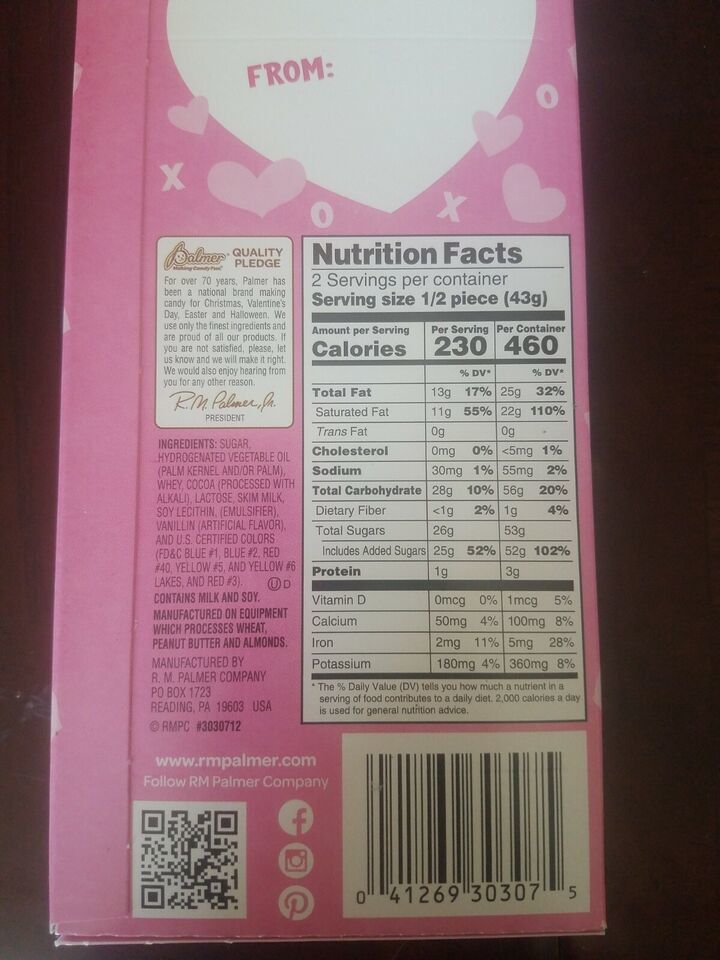 FROM:
X
O
X
O
Palmer
Making Candy Fun
QUALITY
PLEDGE
For over 70 years, Palmer has
been a national brand making
candy for Christmas, Valentine's
Day, Easter and Halloween. We
use only the finest ingredients and
are proud of all our products. If
you are not satisfied, please, let
us know and we will make it right.
We would also enjoy hearing from
you for any other reason.
R.M. Palmer, Jr.
PRESIDENT
INGREDIENTS: SUGAR,
HYDROGENATED VEGETABLE OIL
(PALM KERNEL AND/OR PALM),
WHEY, COCOA (PROCESSED WITH
ALKALI), LACTOSE, SKIM MILK,
SOY LECITHIN, (EMULSIFIER),
VANILLIN (ARTIFICIAL FLAVOR),
AND U.S. CERTIFIED COLORS
(FD&C BLUE #1, BLUE #2, RED
#40, YELLOW #5, AND YELLOW #6
LAKES, AND RED #3). U D
CONTAINS MILK AND SOY.
MANUFACTURED ON EQUIPMENT
WHICH PROCESSES WHEAT,
PEANUT BUTTER AND ALMONDS.
MANUFACTURED BY
R. M. PALMER COMPANY
PO BOX 1723
READING, PA 19603 USA
© RMPC #3030712
Nutrition Facts
2 Servings per container
Serving size 1/2 piece (43g)
Amount per Serving Per Serving Per Container
Calories 230 460
% DV* % DV*
Total Fat 13g 17% 25g 32%
Saturated Fat 11g 55% 22g 110%
Trans Fat 0g 0g -
Cholesterol 0mg 0% <5mg 1%
Sodium 30mg 1% 55mg 2%
Total Carbohydrate 28g 10% 56g 20%
Dietary Fiber <1g 2% 1g 4%
Total Sugars 26g 53g
Includes Added Sugars 25g 52% 52g 102%
Protein 1g 3g
Vitamin D 0mcg 0% 1mcg 5%
Calcium 50mg 4% 100mg 8%
Iron 2mg 11% 5mg 28%
Potassium 180mg 4% 360mg 8%
* The % Daily Value (DV) tells you how much a nutrient in a
serving of food contributes to a daily diet. 2,000 calories a day
is used for general nutrition advice.
www.rmpalmer.com
Follow RM Palmer Company
0 41269 30307 5